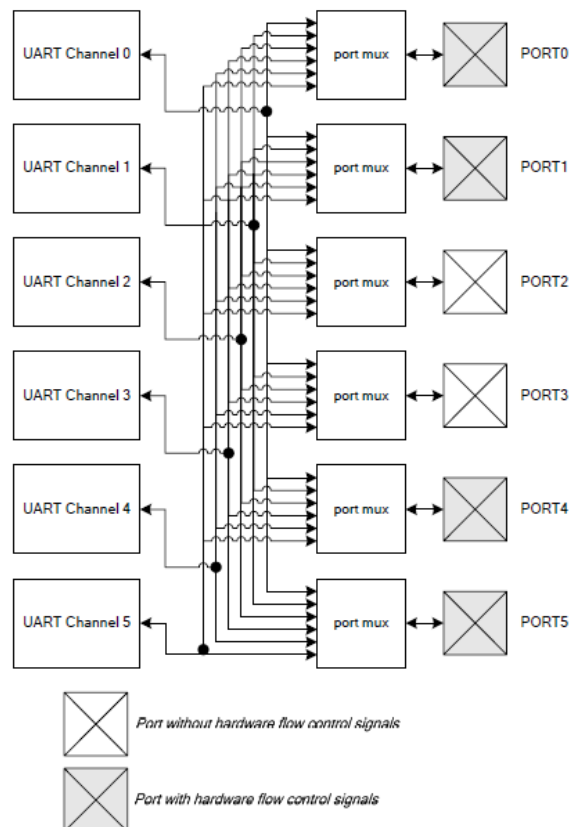 UART Channel 0
port mux
PORT0
UART Channel 1
port mux
PORT1
UART Channel 2
port mux
PORT2
UART Channel 3
port mux
PORT3
UART Channel 4
port mux
PORT4
UART Channel 5
port mux
PORT5
Port without hardware flow control signals
Port with hardware flow control signals